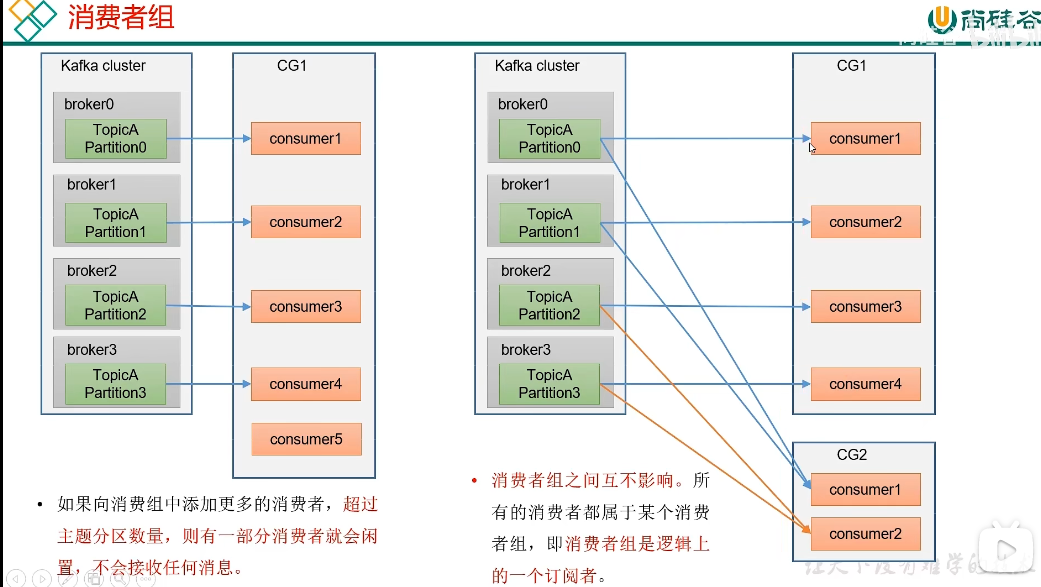 消费者组
尚硅谷
Kafka cluster
broker0
TopicA
Partition0
broker1
TopicA
Partition1
broker2
TopicA
Partition2
broker3
TopicA
Partition3
CG1
consumer1
consumer2
consumer3
consumer4
consumer5
• 如果向消费组中添加更多的消费者，超过
主题分区数量，则有一部分消费者就会闲
置，不会接收任何消息。
Kafka cluster
broker0
TopicA
Partition0
broker1
TopicA
Partition1
broker2
TopicA
Partition2
broker3
TopicA
Partition3
CG1
consumer1
consumer2
consumer3
consumer4
CG2
consumer1
consumer2
• 消费者组之间互不影响。所
有的消费者都属于某个消费
者组，即消费者组是逻辑上
的一个订阅者。
让天下没有难学的技术